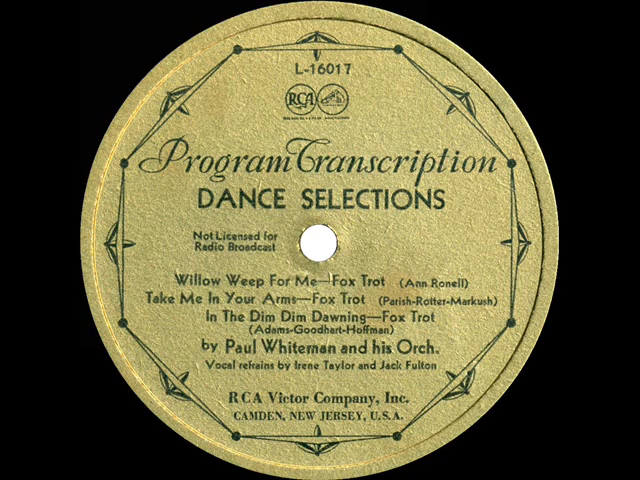 L-16017
RCA
Program Transcription
DANCE SELECTIONS
Not Licensed for
Radio Broadcast
Willow Weep For Me—Fox Trot (Ann Ronell)
Take Me In Your Arms—Fox Trot (Parish-Rotter-Markush)
In The Dim Dim Dawning—Fox Trot
(Adams-Goodhart-Hoffman)
by Paul Whiteman and his Orch.
Vocal refrains by Irene Taylor and Jack Fulton
RCA Victor Company, Inc.
CAMDEN, NEW JERSEY, U.S.A.